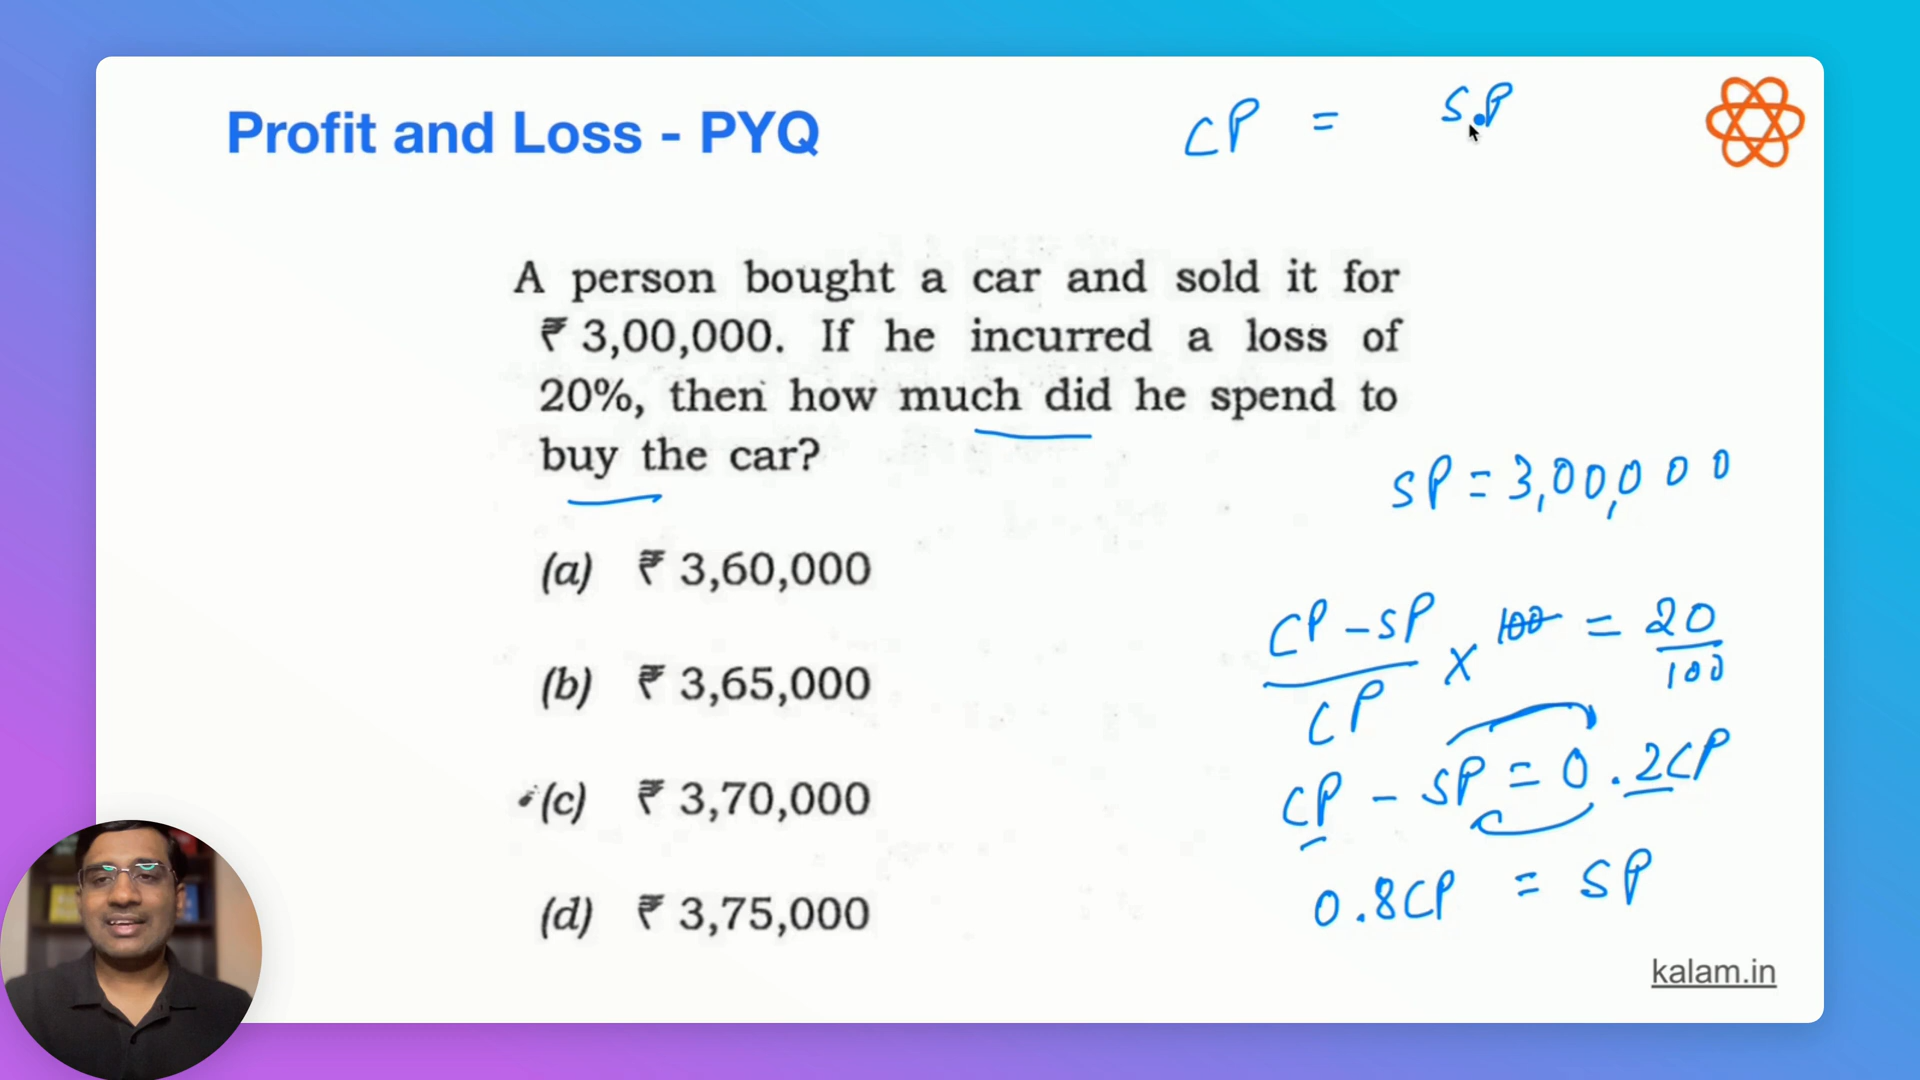 Profit and Loss - PYQ
CP = SP
A person bought a car and sold it for
₹ 3,00,000. If he incurred a loss of
20%, then how much did he spend to
buy the car?
SP = 3,00,000
(a) ₹ 3,60,000
(b) ₹ 3,65,000
(c) ₹ 3,70,000
(d) ₹ 3,75,000
CP - SP
CP
× 100 = 20
100
CP - SP = 0.2CP
0.8CP = SP
kalam.in